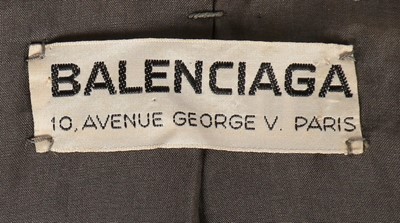 BALENCIAGA
10, AVENUE GEORGE V. PARIS